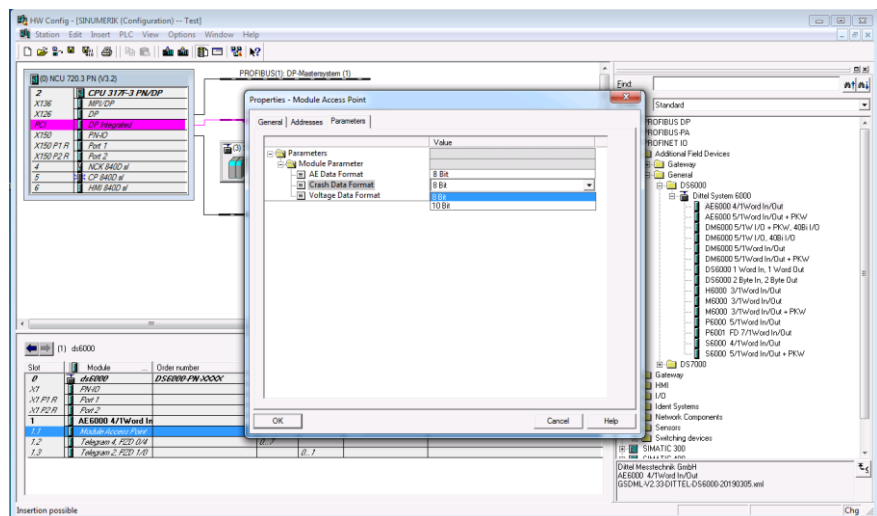 HW Config - [SINUMERIK (Configuration) -- Test]
Station Edit Insert PLC View Options Window Help
(0) NCU 720.3 PN (V3.2)
2 CPU 317F-3 PN/DP
X136 MPI/DP
X126 DP
PCI DP Integrated
X150 PN-IO
X150 P1 R Port 1
X150 P2 R Port 2
4 NCK 840D sl
5 CP 840D sl
6 HMI 840D sl
PROFIBUS(1): DP-Mastersystem (1)
(3)
Properties - Module Access Point
General Addresses Parameters
Value
Parameters
Module Parameter
AE Data Format 8 Bit
Crash Data Format 8 Bit
Voltage Data Format 8 Bit
10 Bit
OK Cancel Help
Find:
Standard
ROFIBUS DP
ROFIBUS-PA
ROFINET IO
Additional Field Devices
Gateway
General
DS6000
Dittel System 6000
AE6000 4/1Word In/Out
AE6000 5/1Word In/Out + PKW
DM6000 5/1W I/O + PKW, 40Bi I/O
DM6000 5/1W I/O, 40Bi I/O
DM6000 5/1Word In/Out
DM6000 5/1Word In/Out + PKW
DS6000 1 Word In, 1 Word Out
DS6000 2 Byte In, 2 Byte Out
H6000 3/1Word In/Out
M6000 3/1Word In/Out
M6000 3/1Word In/Out + PKW
P6000 5/1Word In/Out
P6001 FD 7/1Word In/Out
S6000 4/1Word In/Out
S6000 5/1Word In/Out + PKW
DS7000
Gateway
HMI
I/O
Ident Systems
Network Components
Sensors
Switching devices
SIMATIC 300
SIMATIC 400
(1) ds6000
Slot Module ... Order number
0 ds6000 DS6000-PN-XXXX
X1 PN-IO
X1 P1 R Port 1
X1 P2 R Port 2
1 AE6000 4/1Word In
1.1 Module Access Point
1.2 Telegram 4, PZD 0/4 0...7
1.3 Telegram 2, PZD 1/0 0...1
Dittel Messtechnik GmbH
AE6000 4/1Word In/Out
GSDML-V2.33-DITTEL-DS6000-20190305.xml
Insertion possible
Chg